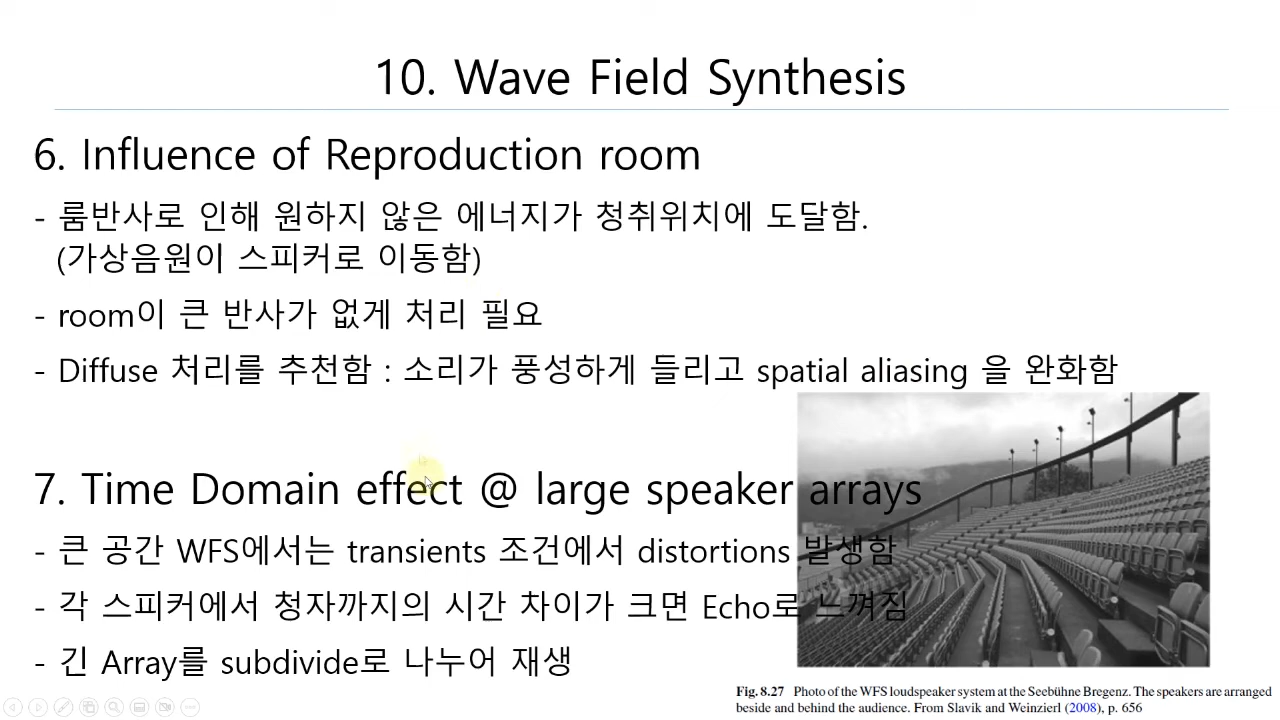 10. Wave Field Synthesis
6. Influence of Reproduction room
- 룸반사로 인해 원하지 않은 에너지가 청취위치에 도달함.
(가상음원이 스피커로 이동함)
- room이 큰 반사가 없게 처리 필요
- Diffuse 처리를 추천함 : 소리가 풍성하게 들리고 spatial aliasing 을 완화함
7. Time Domain effect @ large speaker arrays
- 큰 공간 WFS에서는 transients 조건에서 distortions 발생함
- 각 스피커에서 청자까지의 시간 차이가 크면 Echo로 느껴짐
- 긴 Array를 subdivide로 나누어 재생
Fig. 8.27 Photo of the WFS loudspeaker system at the Seebühne Bregenz. The speakers are arranged
beside and behind the audience. From Slavik and Weinzierl (2008), p. 656